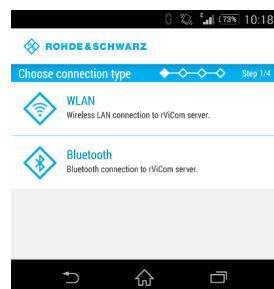 73% 10:18
ROHDE&SCHWARZ
Choose connection type Step 1/4
WLAN
Wireless LAN connection to rViCom server.
Bluetooth
Bluetooth connection to rViCom server.